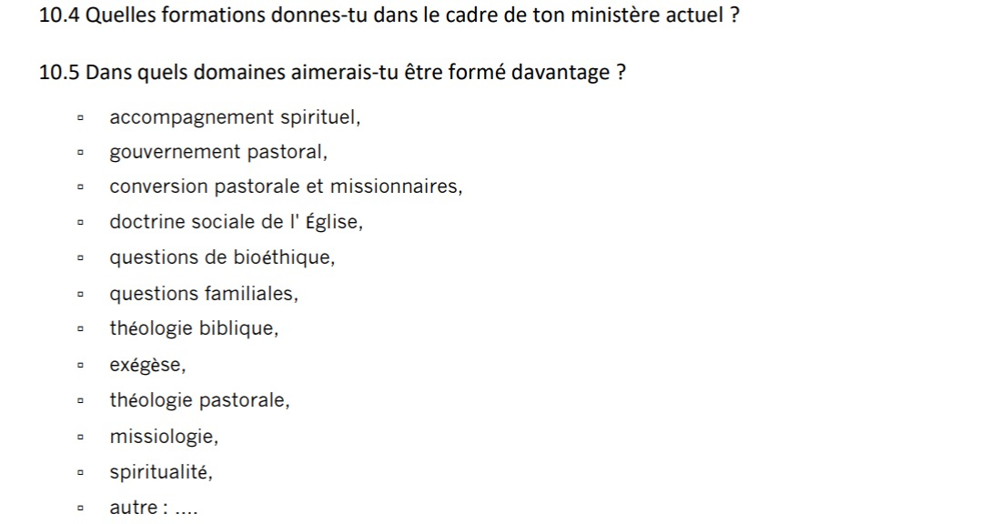 10.4 Quelles formations donnes-tu dans le cadre de ton ministère actuel ?
10.5 Dans quels domaines aimerais-tu être formé davantage ?
▫ accompagnement spirituel,
▫ gouvernement pastoral,
▫ conversion pastorale et missionnaires,
▫ doctrine sociale de l' Église,
▫ questions de bioéthique,
▫ questions familiales,
▫ théologie biblique,
▫ exégèse,
▫ théologie pastorale,
▫ missiologie,
▫ spiritualité,
▫ autre : ....